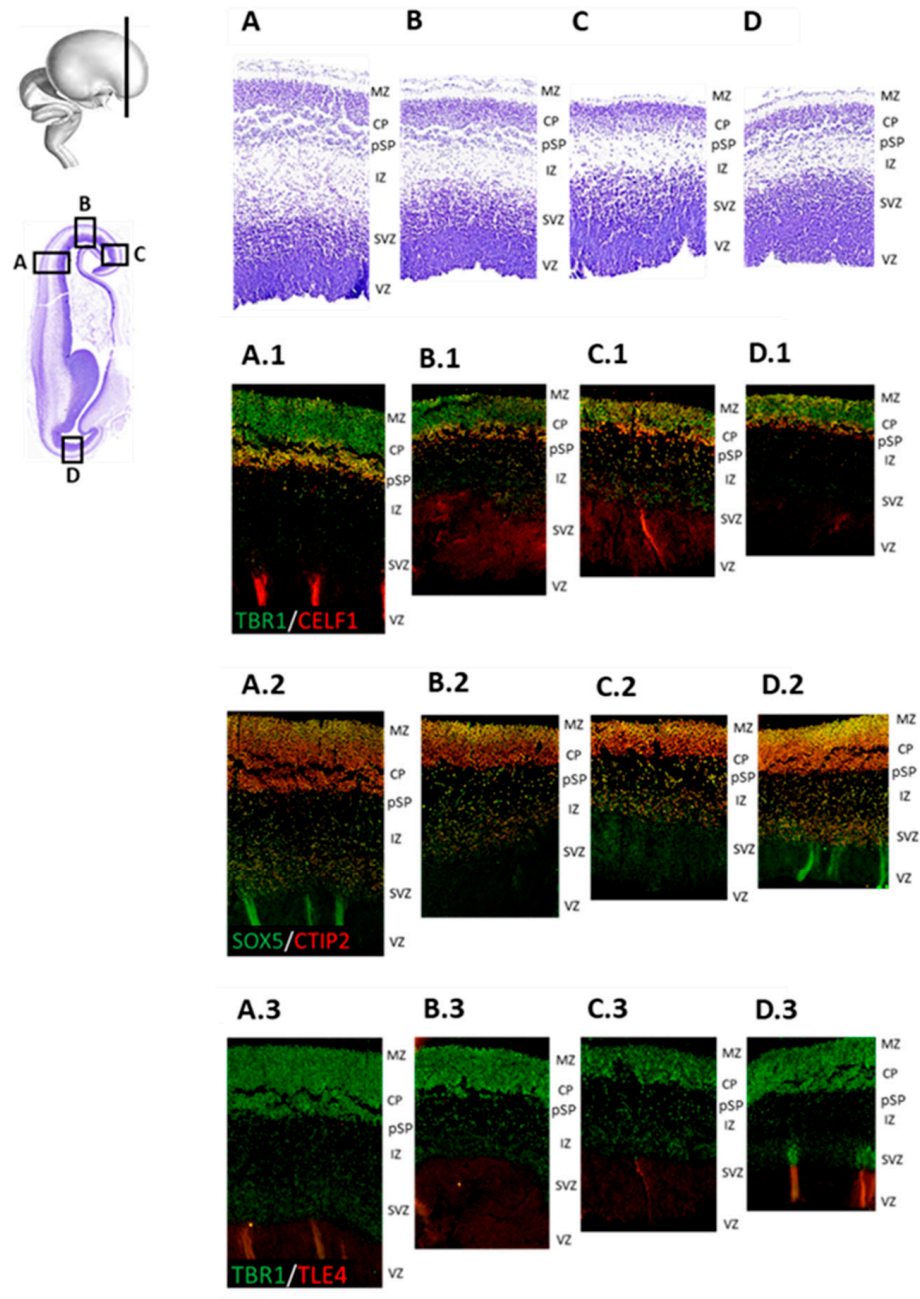 A B C D
MZ MZ MZ MZ
CP CP CP CP
pSP pSP pSP pSP
IZ IZ IZ IZ
SVZ SVZ SVZ SVZ
VZ VZ VZ VZ
B
A C
D
A.1 B.1 C.1 D.1
MZ MZ MZ MZ
CP CP CP CP
pSP pSP pSP pSP
IZ IZ IZ IZ
SVZ SVZ SVZ SVZ
VZ VZ VZ VZ
TBR1/CELF1
A.2 B.2 C.2 D.2
MZ MZ MZ MZ
CP CP CP CP
pSP pSP pSP pSP
IZ IZ IZ IZ
SVZ SVZ SVZ SVZ
VZ VZ VZ VZ
SOX5/CTIP2
A.3 B.3 C.3 D.3
MZ MZ MZ MZ
CP CP CP CP
pSP pSP pSP pSP
IZ IZ IZ IZ
SVZ SVZ SVZ SVZ
VZ VZ VZ VZ
TBR1/TLE4